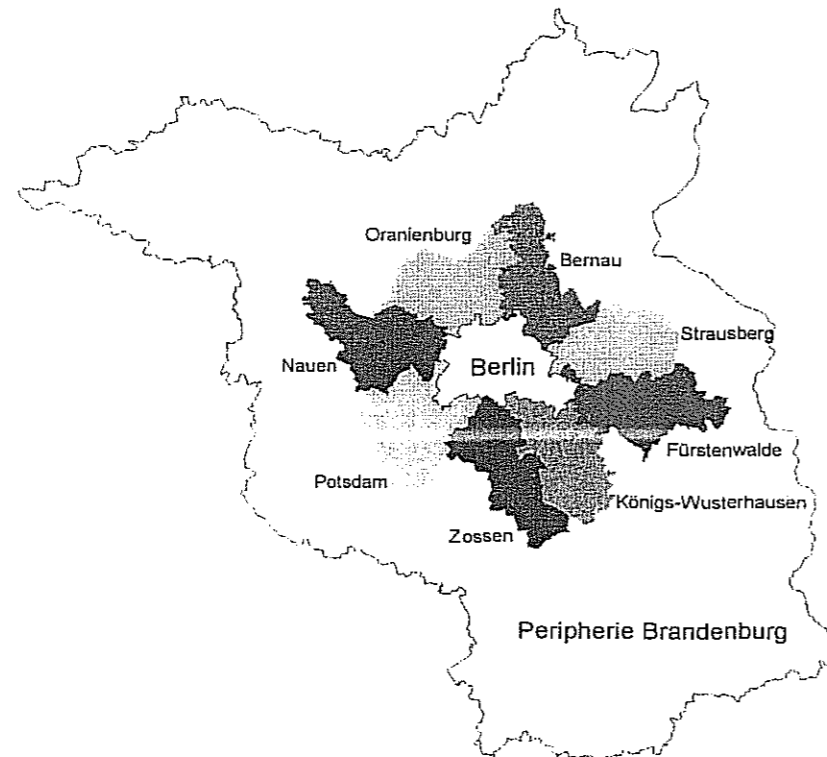 Oranienburg
Bernau
Strausberg
Nauen
Berlin
Fürstenwalde
Potsdam
Königs-Wusterhausen
Zossen
Peripherie Brandenburg